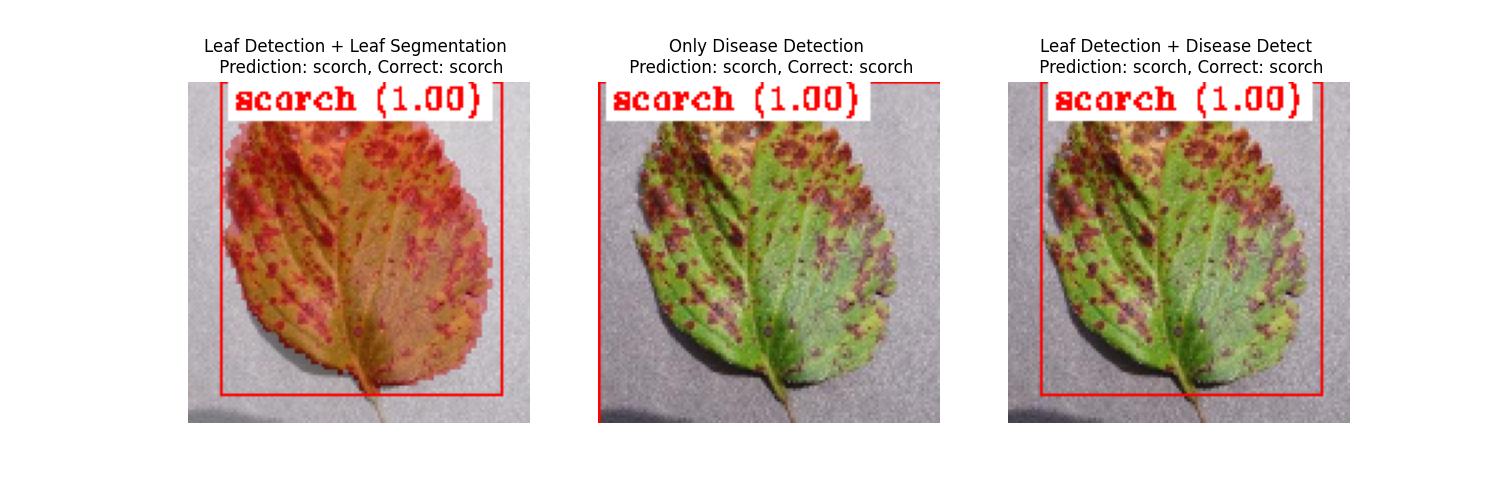 Leaf Detection + Leaf Segmentation
Prediction: scorch, Correct: scorch
scorch (1.00)
Only Disease Detection
Prediction: scorch, Correct: scorch
scorch (1.00)
Leaf Detection + Disease Detect
Prediction: scorch, Correct: scorch
scorch (1.00)